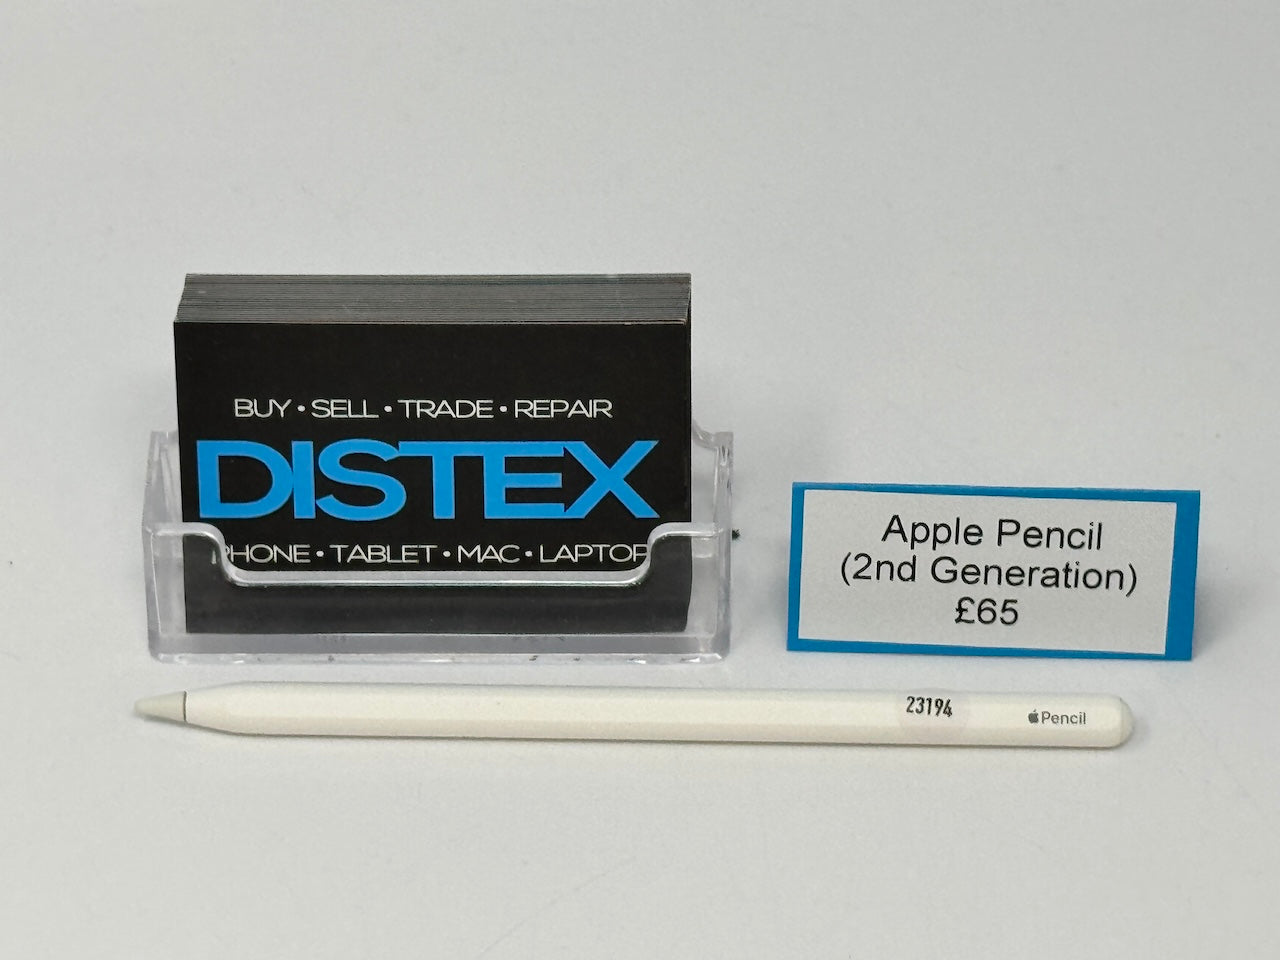 BUY • SELL • TRADE • REPAIR
DISTEX
PHONE • TABLET • MAC • LAPTOP
Apple Pencil
(2nd Generation)
£65
23194
Pencil